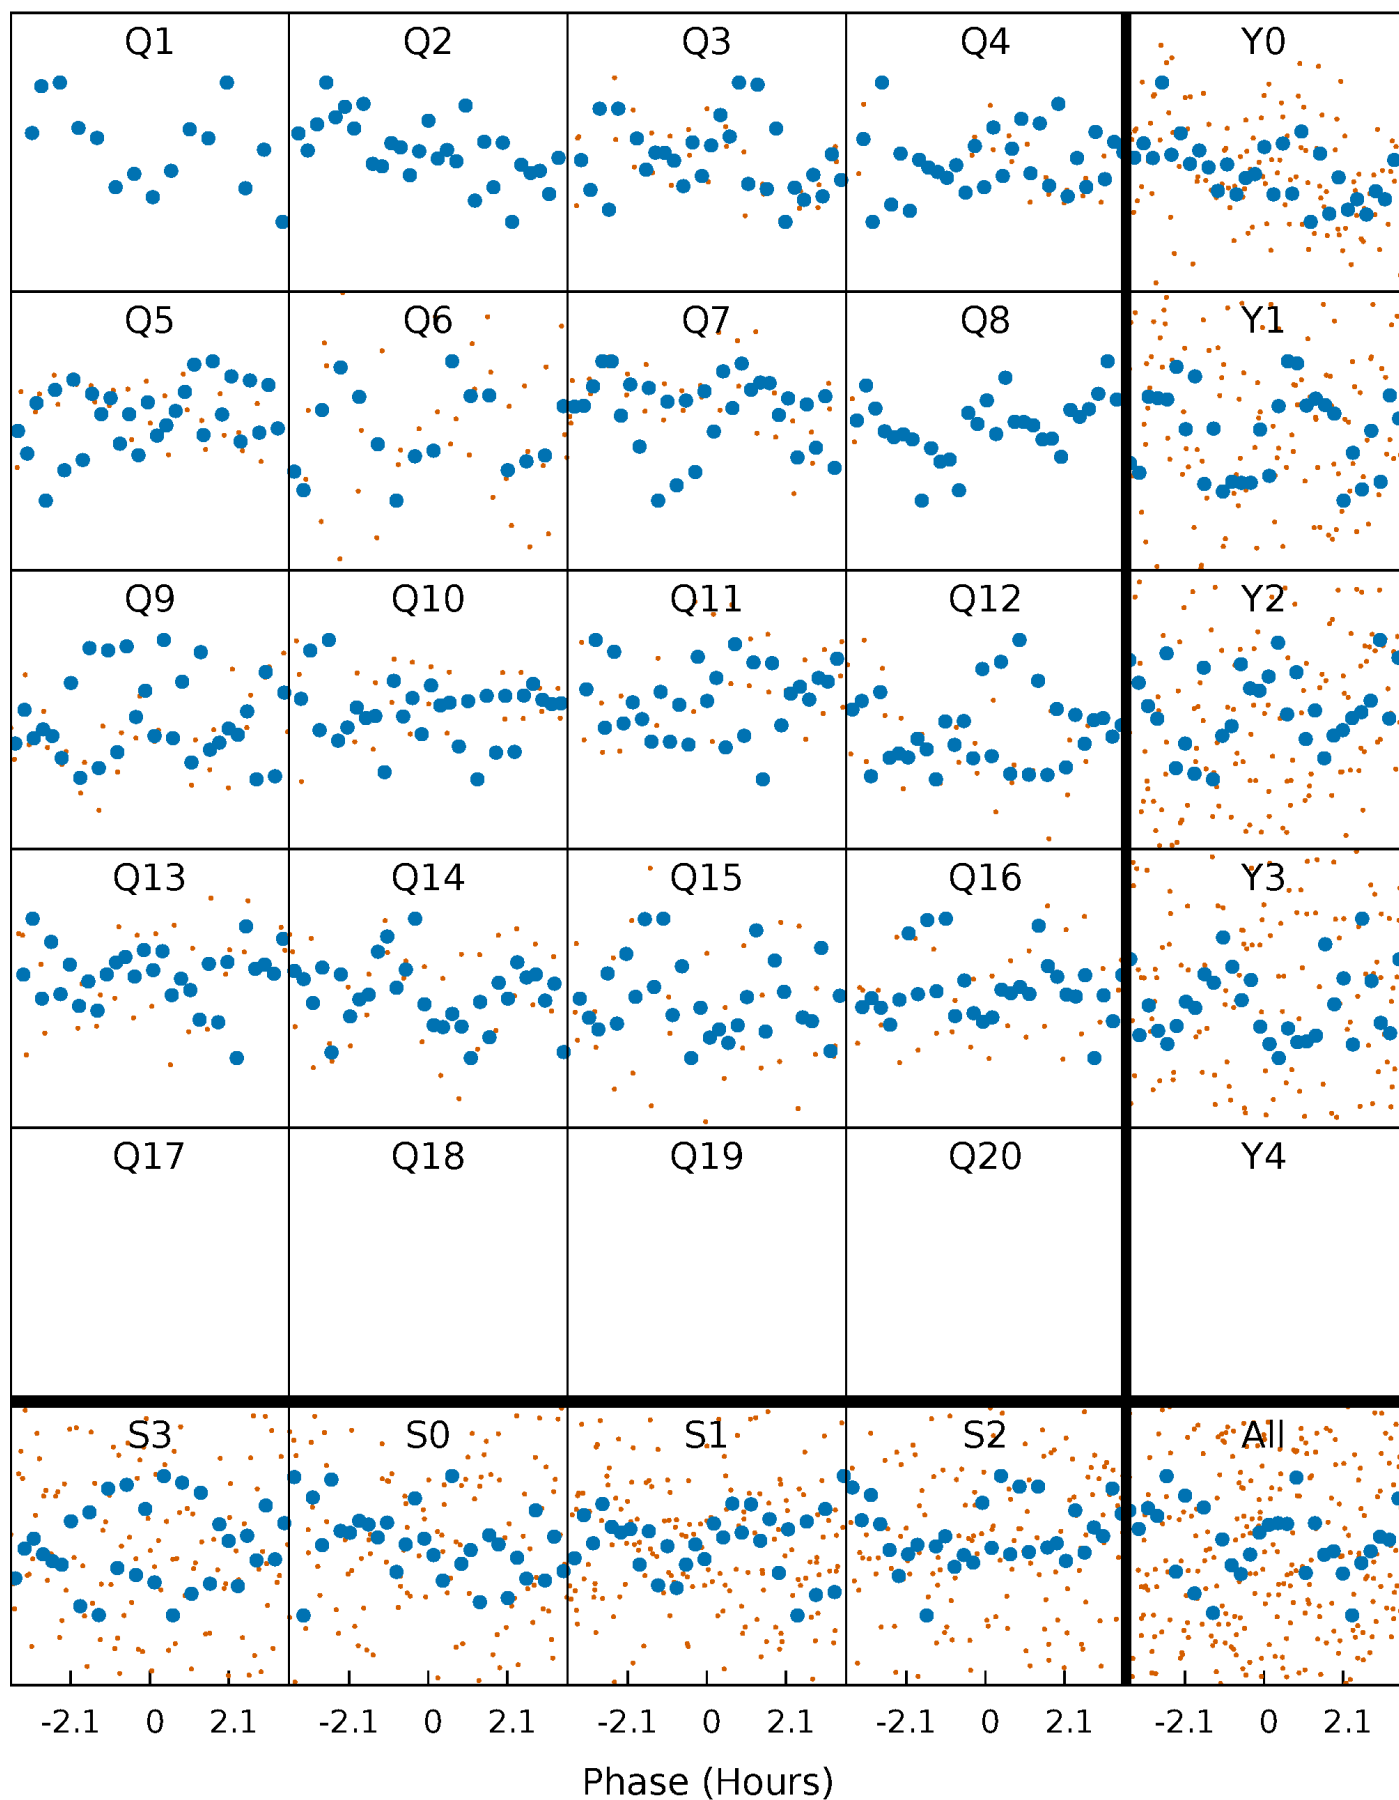 Q1 Q2 Q3 Q4 Y0
Q5 Q6 Q7 Q8 Y1
Q9 Q10 Q11 Q12 Y2
Q13 Q14 Q15 Q16 Y3
Q17 Q18 Q19 Q20 Y4
S3 S0 S1 S2 All
-2.1 0 2.1 -2.1 0 2.1 -2.1 0 2.1 -2.1 0 2.1 -2.1 0 2.1
Phase (Hours)